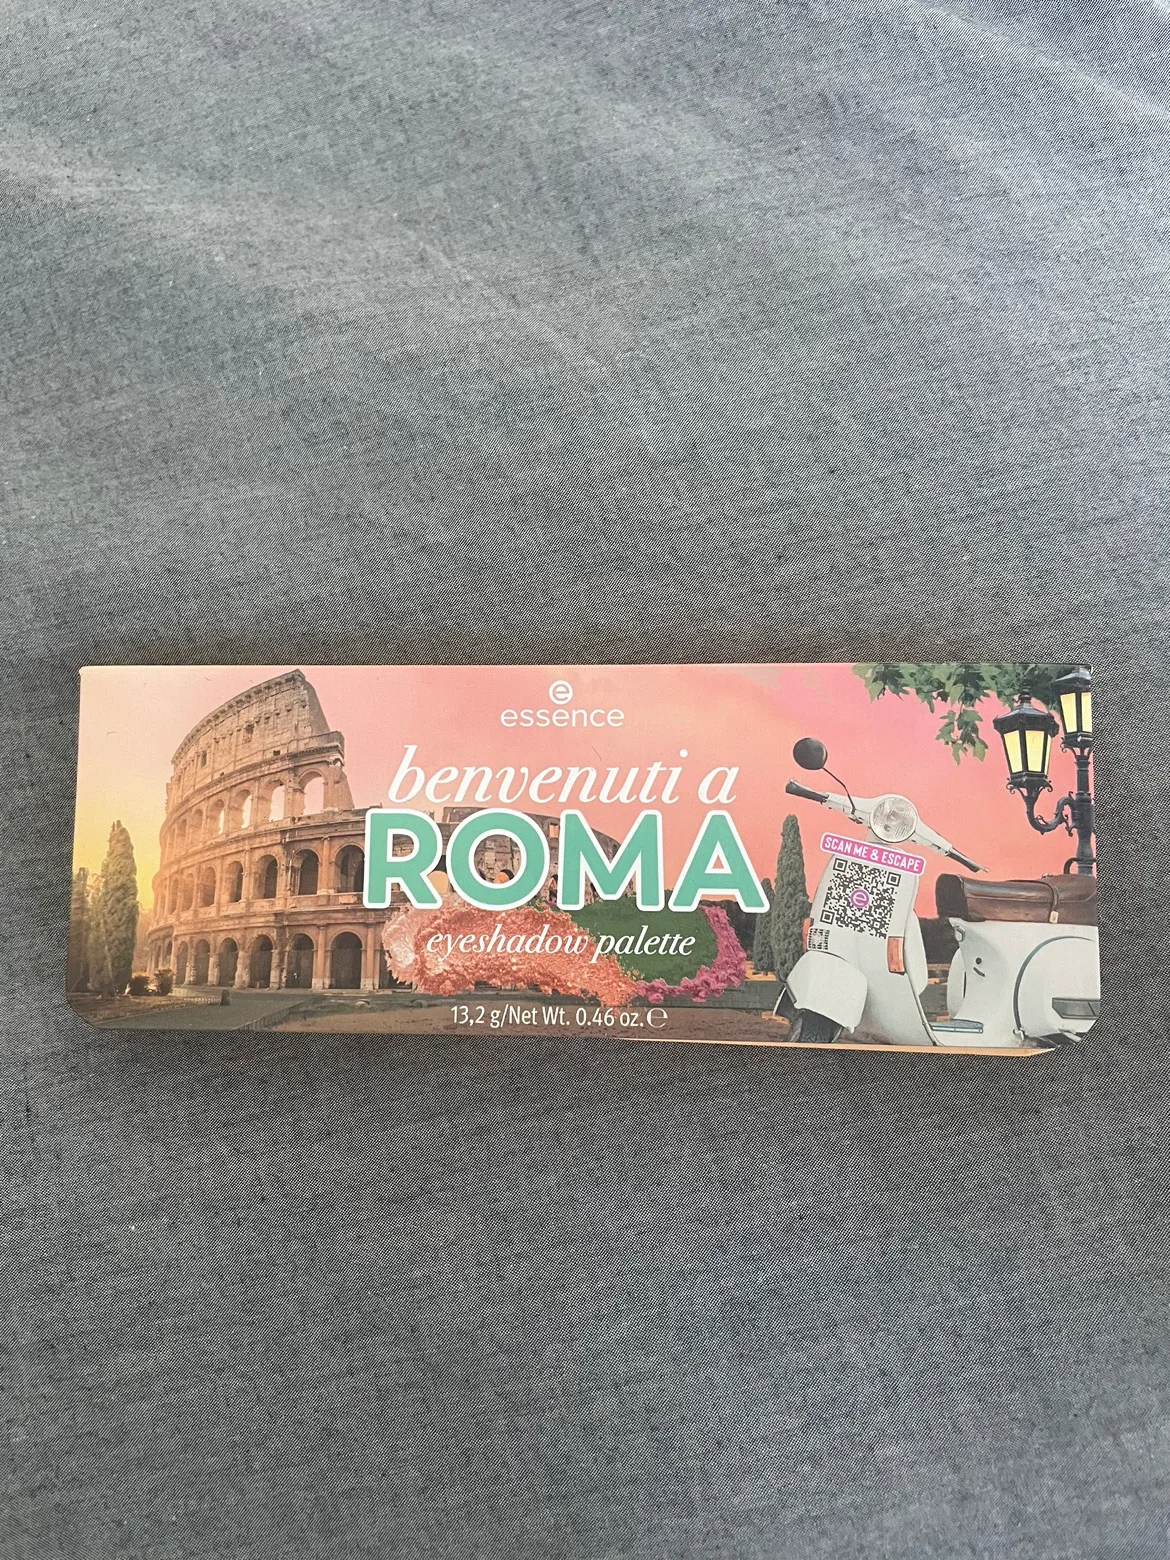 e
essence
benvenuti a
ROMA
eyeshadow palette
13,2 g/Net Wt. 0.46 oz. ℮
SCAN ME & ESCAPE
e